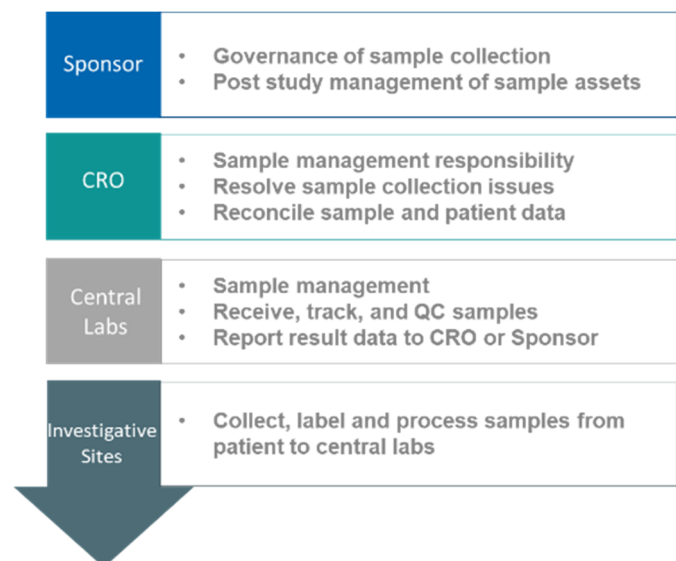 Sponsor
• Governance of sample collection
• Post study management of sample assets
CRO
• Sample management responsibility
• Resolve sample collection issues
• Reconcile sample and patient data
Central
Labs
• Sample management
• Receive, track, and QC samples
• Report result data to CRO or Sponsor
Investigative
Sites
• Collect, label and process samples from
patient to central labs